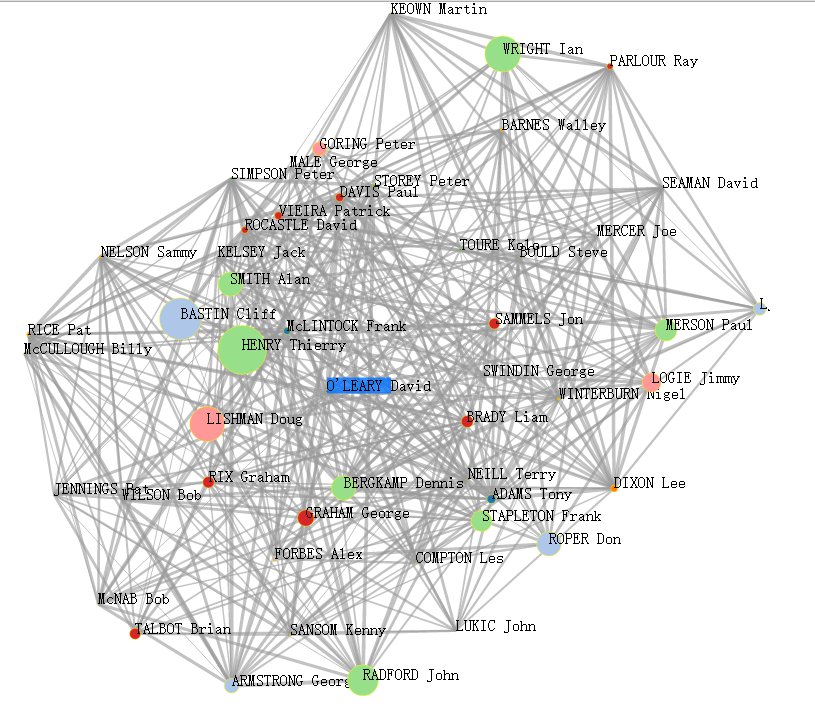 KEOWN Martin
WRIGHT Ian
PARLOUR Ray
BARNES Walley
GORING Peter
MALE George
SIMPSON Peter
STOREY Peter
SEAMAN David
DAVIS Paul
VIEIRA Patrick
ROCASTLE David
MERCER Joe
TOURE Kolo
NELSON Sammy
KELSEY Jack
BOULD Steve
SMITH Alan
L
BASTIN Cliff
SAMMELS Jon
McLINTOCK Frank
MERSON Paul
RICE Pat
HENRY Thierry
McCULLOUGH Billy
SWINDIN George
LOGIE Jimmy
O'LEARY David
WINTERBURN Nigel
LISHMAN Doug
BRADY Liam
NEILL Terry
RIX Graham
BERGKAMP Dennis
DIXON Lee
JENNINGS Pat
WILSON Bob
ADAMS Tony
GRAHAM George
STAPLETON Frank
ROPER Don
FORBES Alex
COMPTON Les
McNAB Bob
TALBOT Brian
SANSOM Kenny
LUKIC John
RADFORD John
ARMSTRONG Georg